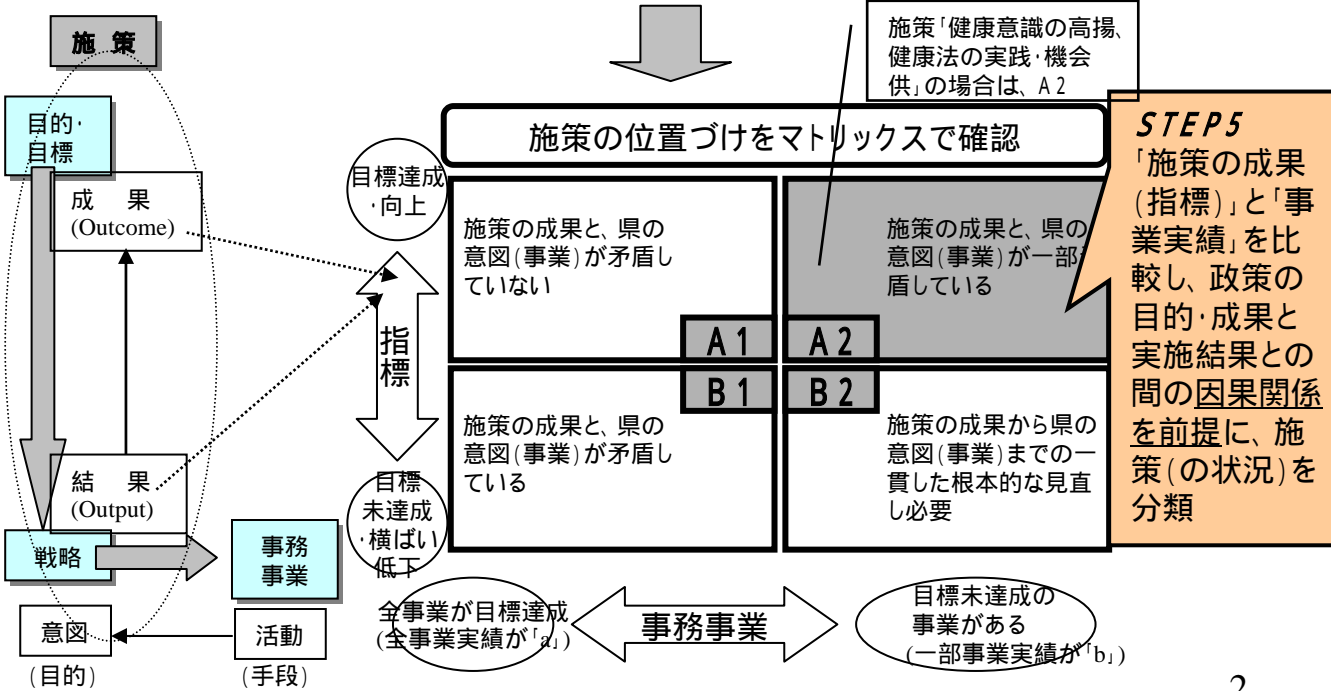 施 策
目的・
目標
成 果
(Outcome)
結 果
(Output)
戦略
事務
事業
意図
(目的)
活動
(手段)
施策「健康意識の高揚、
健康法の実践・機会
供」の場合は、A2
施策の位置づけをマトリックスで確認
目標達成
・向上
指
標
目標
未達成
・横ばい
低下
施策の成果と、県の
意図(事業)が矛盾し
ていない
A1
施策の成果と、県の
意図(事業)が一部
盾している
A2
施策の成果と、県の
意図(事業)が矛盾し
ている
B1
B2
施策の成果から県の
意図(事業)までの一
貫した根本的な見直
し必要
全事業が目標達成
(全事業実績が「a」)
事務事業
目標未達成の
事業がある
(一部事業実績が「b」)
STEP5
「施策の成果
(指標)」と「事
業実績」を比
較し、政策の
目的・成果と
実施結果との
間の因果関係
を前提に、施
策(の状況)を
分類